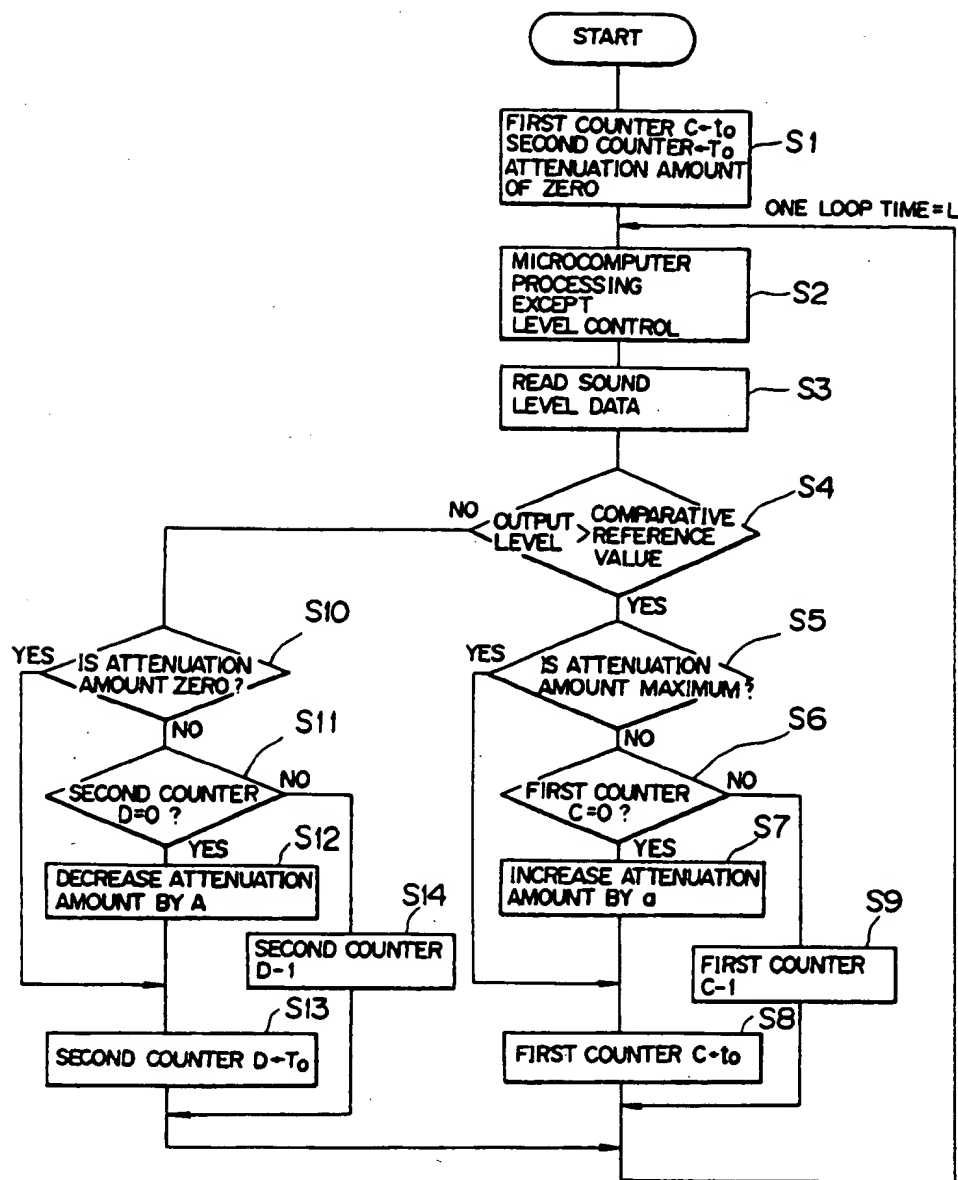 START
FIRST COUNTER C←to
SECOND COUNTER←To
ATTENUATION AMOUNT
OF ZERO
S1
ONE LOOP TIME=L
MICROCOMPUTER
PROCESSING
EXCEPT
LEVEL CONTROL
S2
READ SOUND
LEVEL DATA
S3
S4
NO
OUTPUT
LEVEL
>
COMPARATIVE
REFERENCE
VALUE
YES
S10
YES
IS ATTENUATION
AMOUNT ZERO?
NO
S5
YES
IS ATTENUATION
AMOUNT MAXIMUM?
NO
S11
SECOND COUNTER
D=0?
NO
YES
S6
FIRST COUNTER
C=0?
NO
YES
S12
DECREASE ATTENUATION
AMOUNT BY A
S7
INCREASE ATTENUATION
AMOUNT BY a
S14
SECOND COUNTER
D-1
S9
FIRST COUNTER
C-1
S13
SECOND COUNTER D←To
S8
FIRST COUNTER C←to